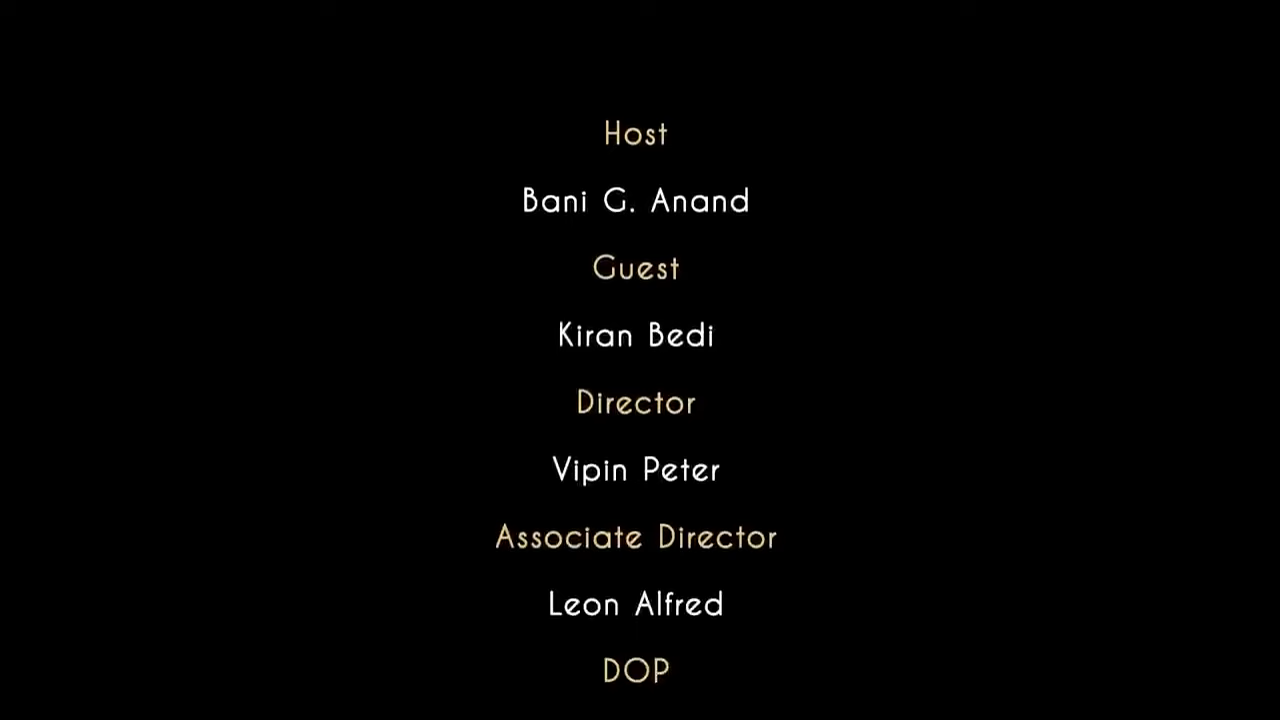 Host
Bani G. Anand
Guest
Kiran Bedi
Director
Vipin Peter
Associate Director
Leon Alfred
DOP